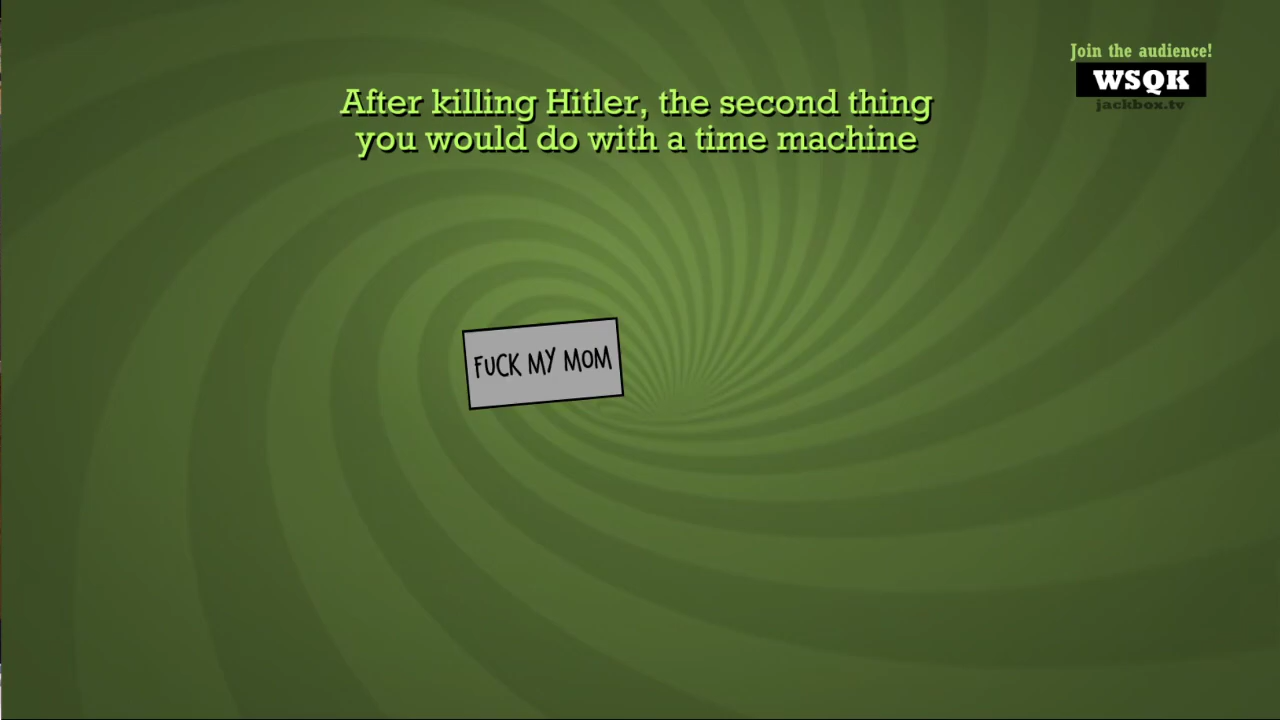 Join the audience!
WSQK
jackbox.tv
After killing Hitler, the second thing
you would do with a time machine
FUCK MY MOM